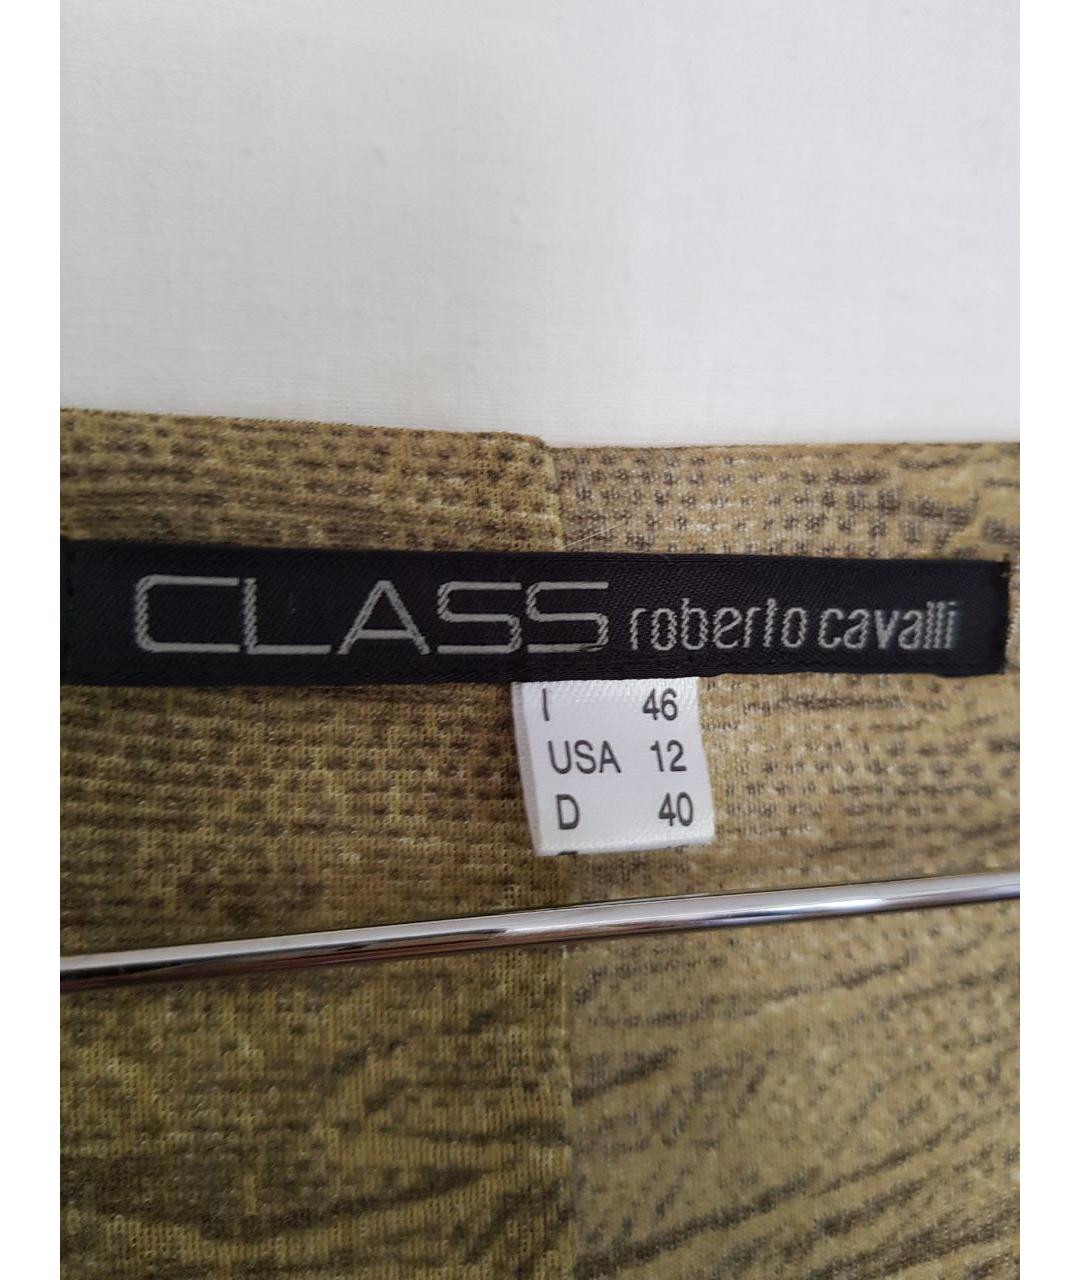 CLASS roberto cavalli
I 46
USA 12
D 40